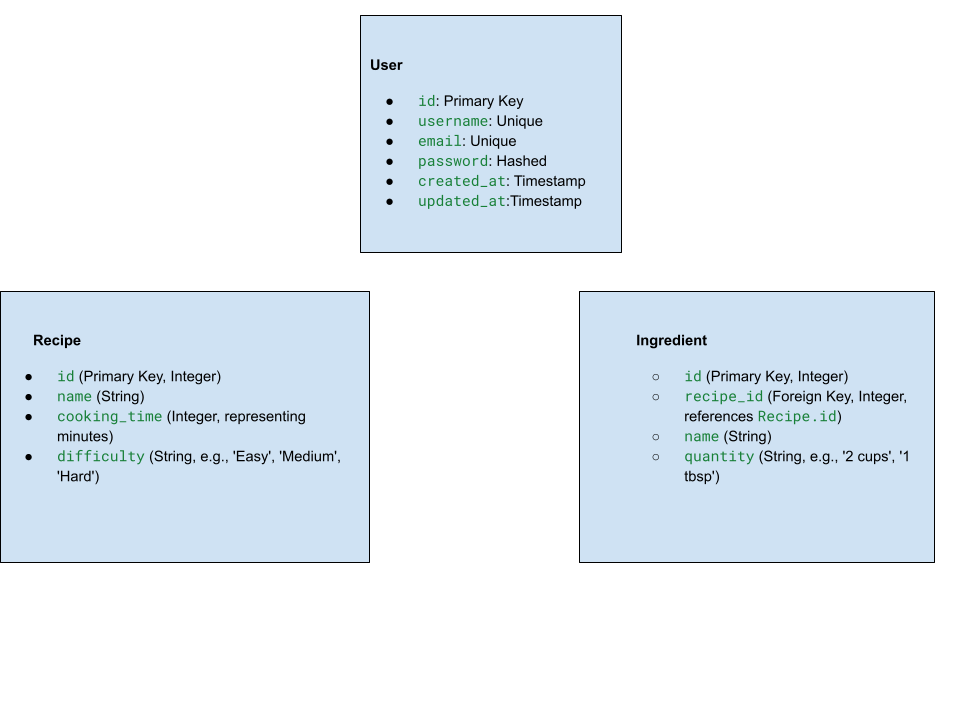 User
● id: Primary Key
● username: Unique
● email: Unique
● password: Hashed
● created_at: Timestamp
● updated_at:Timestamp
Recipe
● id (Primary Key, Integer)
● name (String)
● cooking_time (Integer, representing
minutes)
● difficulty (String, e.g., 'Easy', 'Medium',
'Hard')
Ingredient
○ id (Primary Key, Integer)
○ recipe_id (Foreign Key, Integer,
references Recipe.id)
○ name (String)
○ quantity (String, e.g., '2 cups', '1
tbsp')